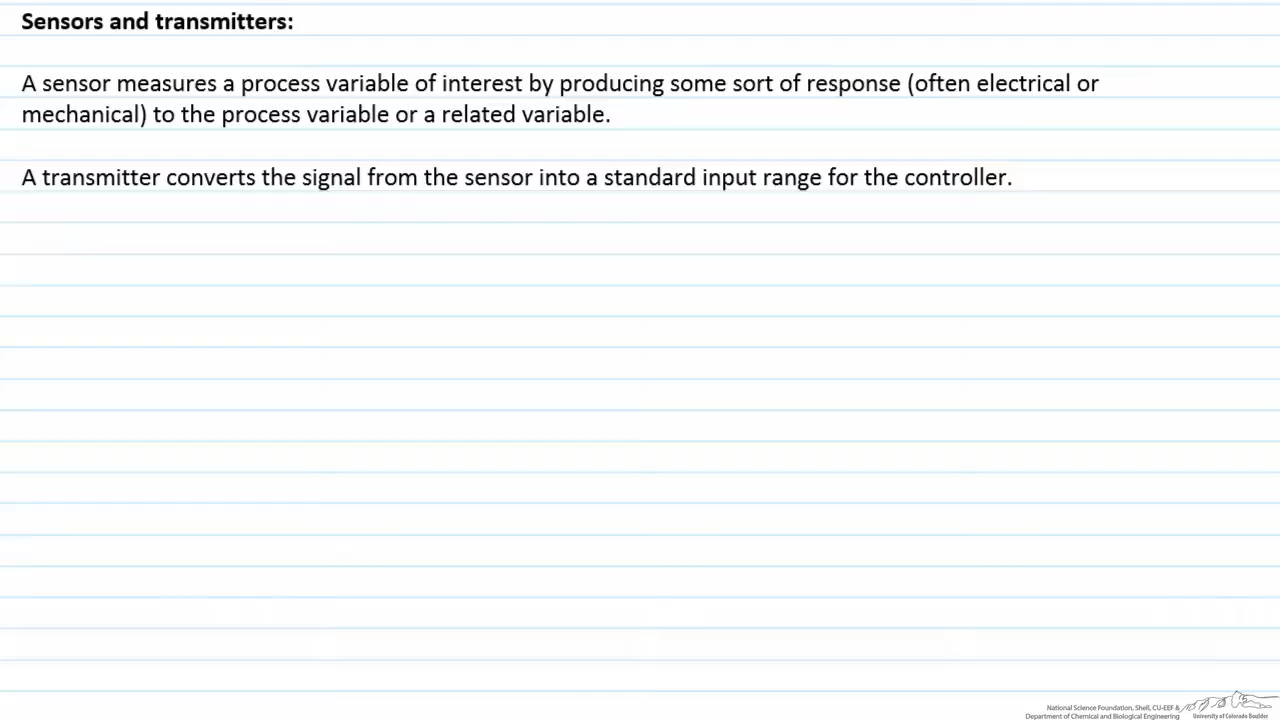 Sensors and transmitters:
A sensor measures a process variable of interest by producing some sort of response (often electrical or
mechanical) to the process variable or a related variable.
A transmitter converts the signal from the sensor into a standard input range for the controller.
National Science Foundation, Shell, CU-EEF &
Department of Chemical and Biological Engineering
University of Colorado Boulder